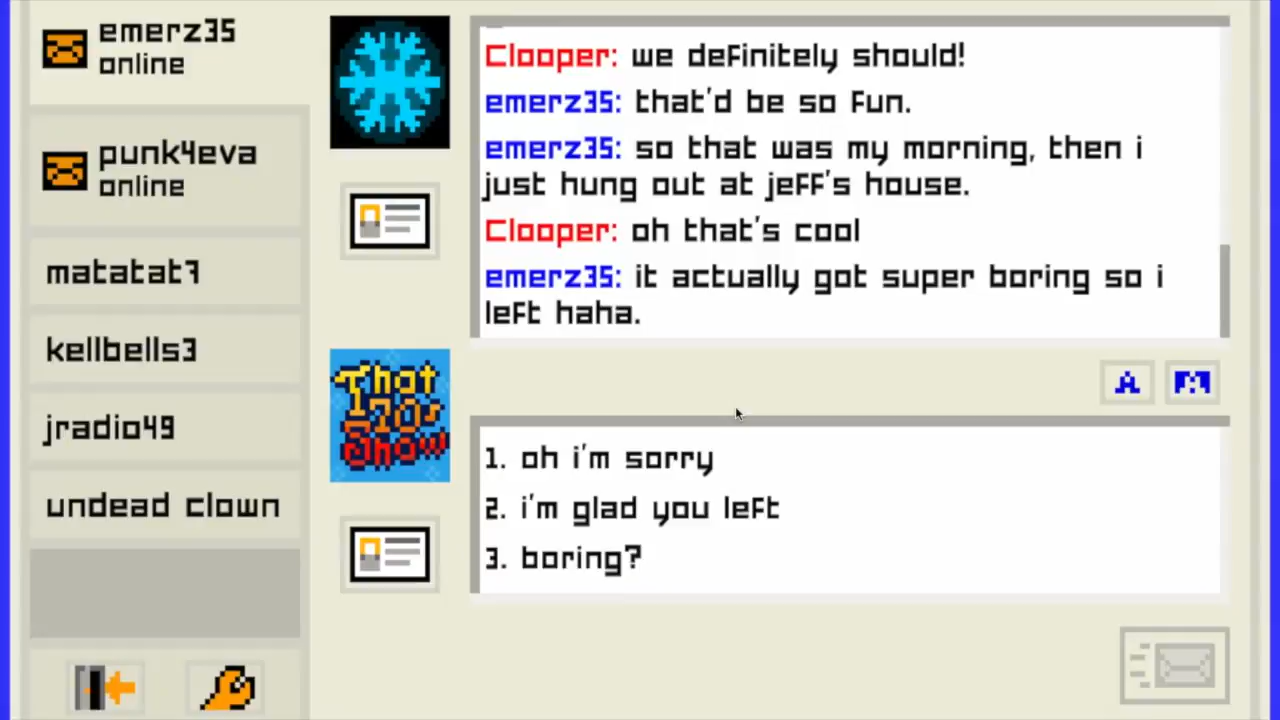 emerz35
online
punk4eva
online
matatat7
kellbells3
jradio49
undead clown
Clooper: we definitely should!
emerz35: that'd be so fun.
emerz35: so that was my morning, then i
just hung out at jeff's house.
Clooper: oh that's cool
emerz35: it actually got super boring so i
left haha.
That
70s
Show
A
M
1. oh i'm sorry
2. i'm glad you left
3. boring?